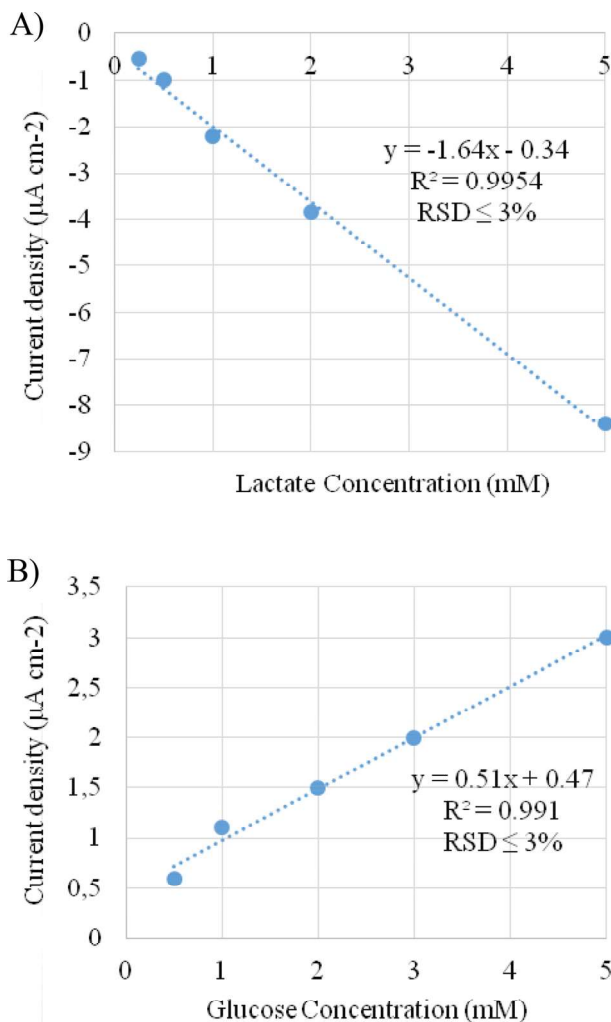 A)
0
0 1 2 3 4 5
-1
-2
-3
-4
-5
-6
-7
-8
-9
Current density (µA cm-2)
y = -1.64x - 0.34
R² = 0.9954
RSD ≤ 3%
Lactate Concentration (mM)
B)
3,5
3
2,5
2
1,5
1
0,5
0
Current density (µA cm-2)
y = 0.51x + 0.47
R² = 0.991
RSD ≤ 3%
0 1 2 3 4 5
Glucose Concentration (mM)